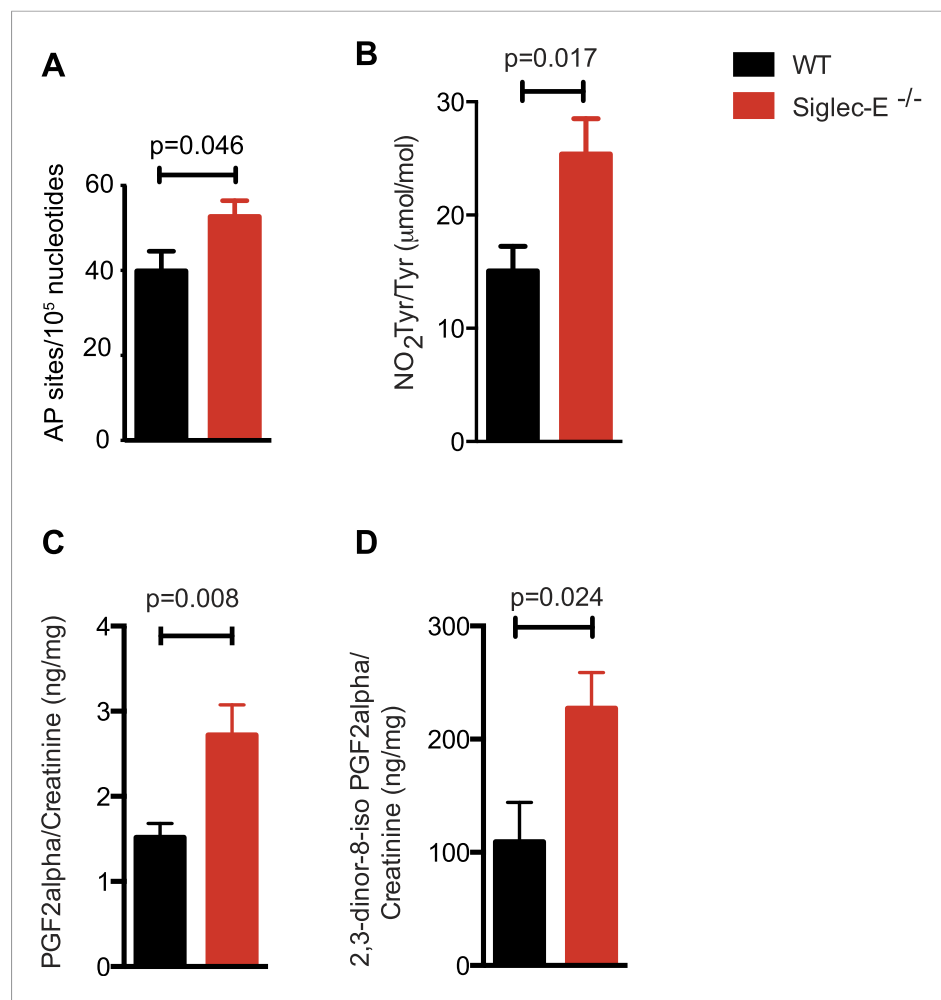 A
p=0.046
AP sites/10⁵ nucleotides
60
40
20
0
B
p=0.017
NO₂Tyr/Tyr (μmol/mol)
30
20
10
0
WT
Siglec-E -/-
C
p=0.008
PGF2alpha/Creatinine (ng/mg)
4
3
2
1
0
D
p=0.024
2,3-dinor-8-iso PGF2alpha/
Creatinine (ng/mg)
300
200
100
0